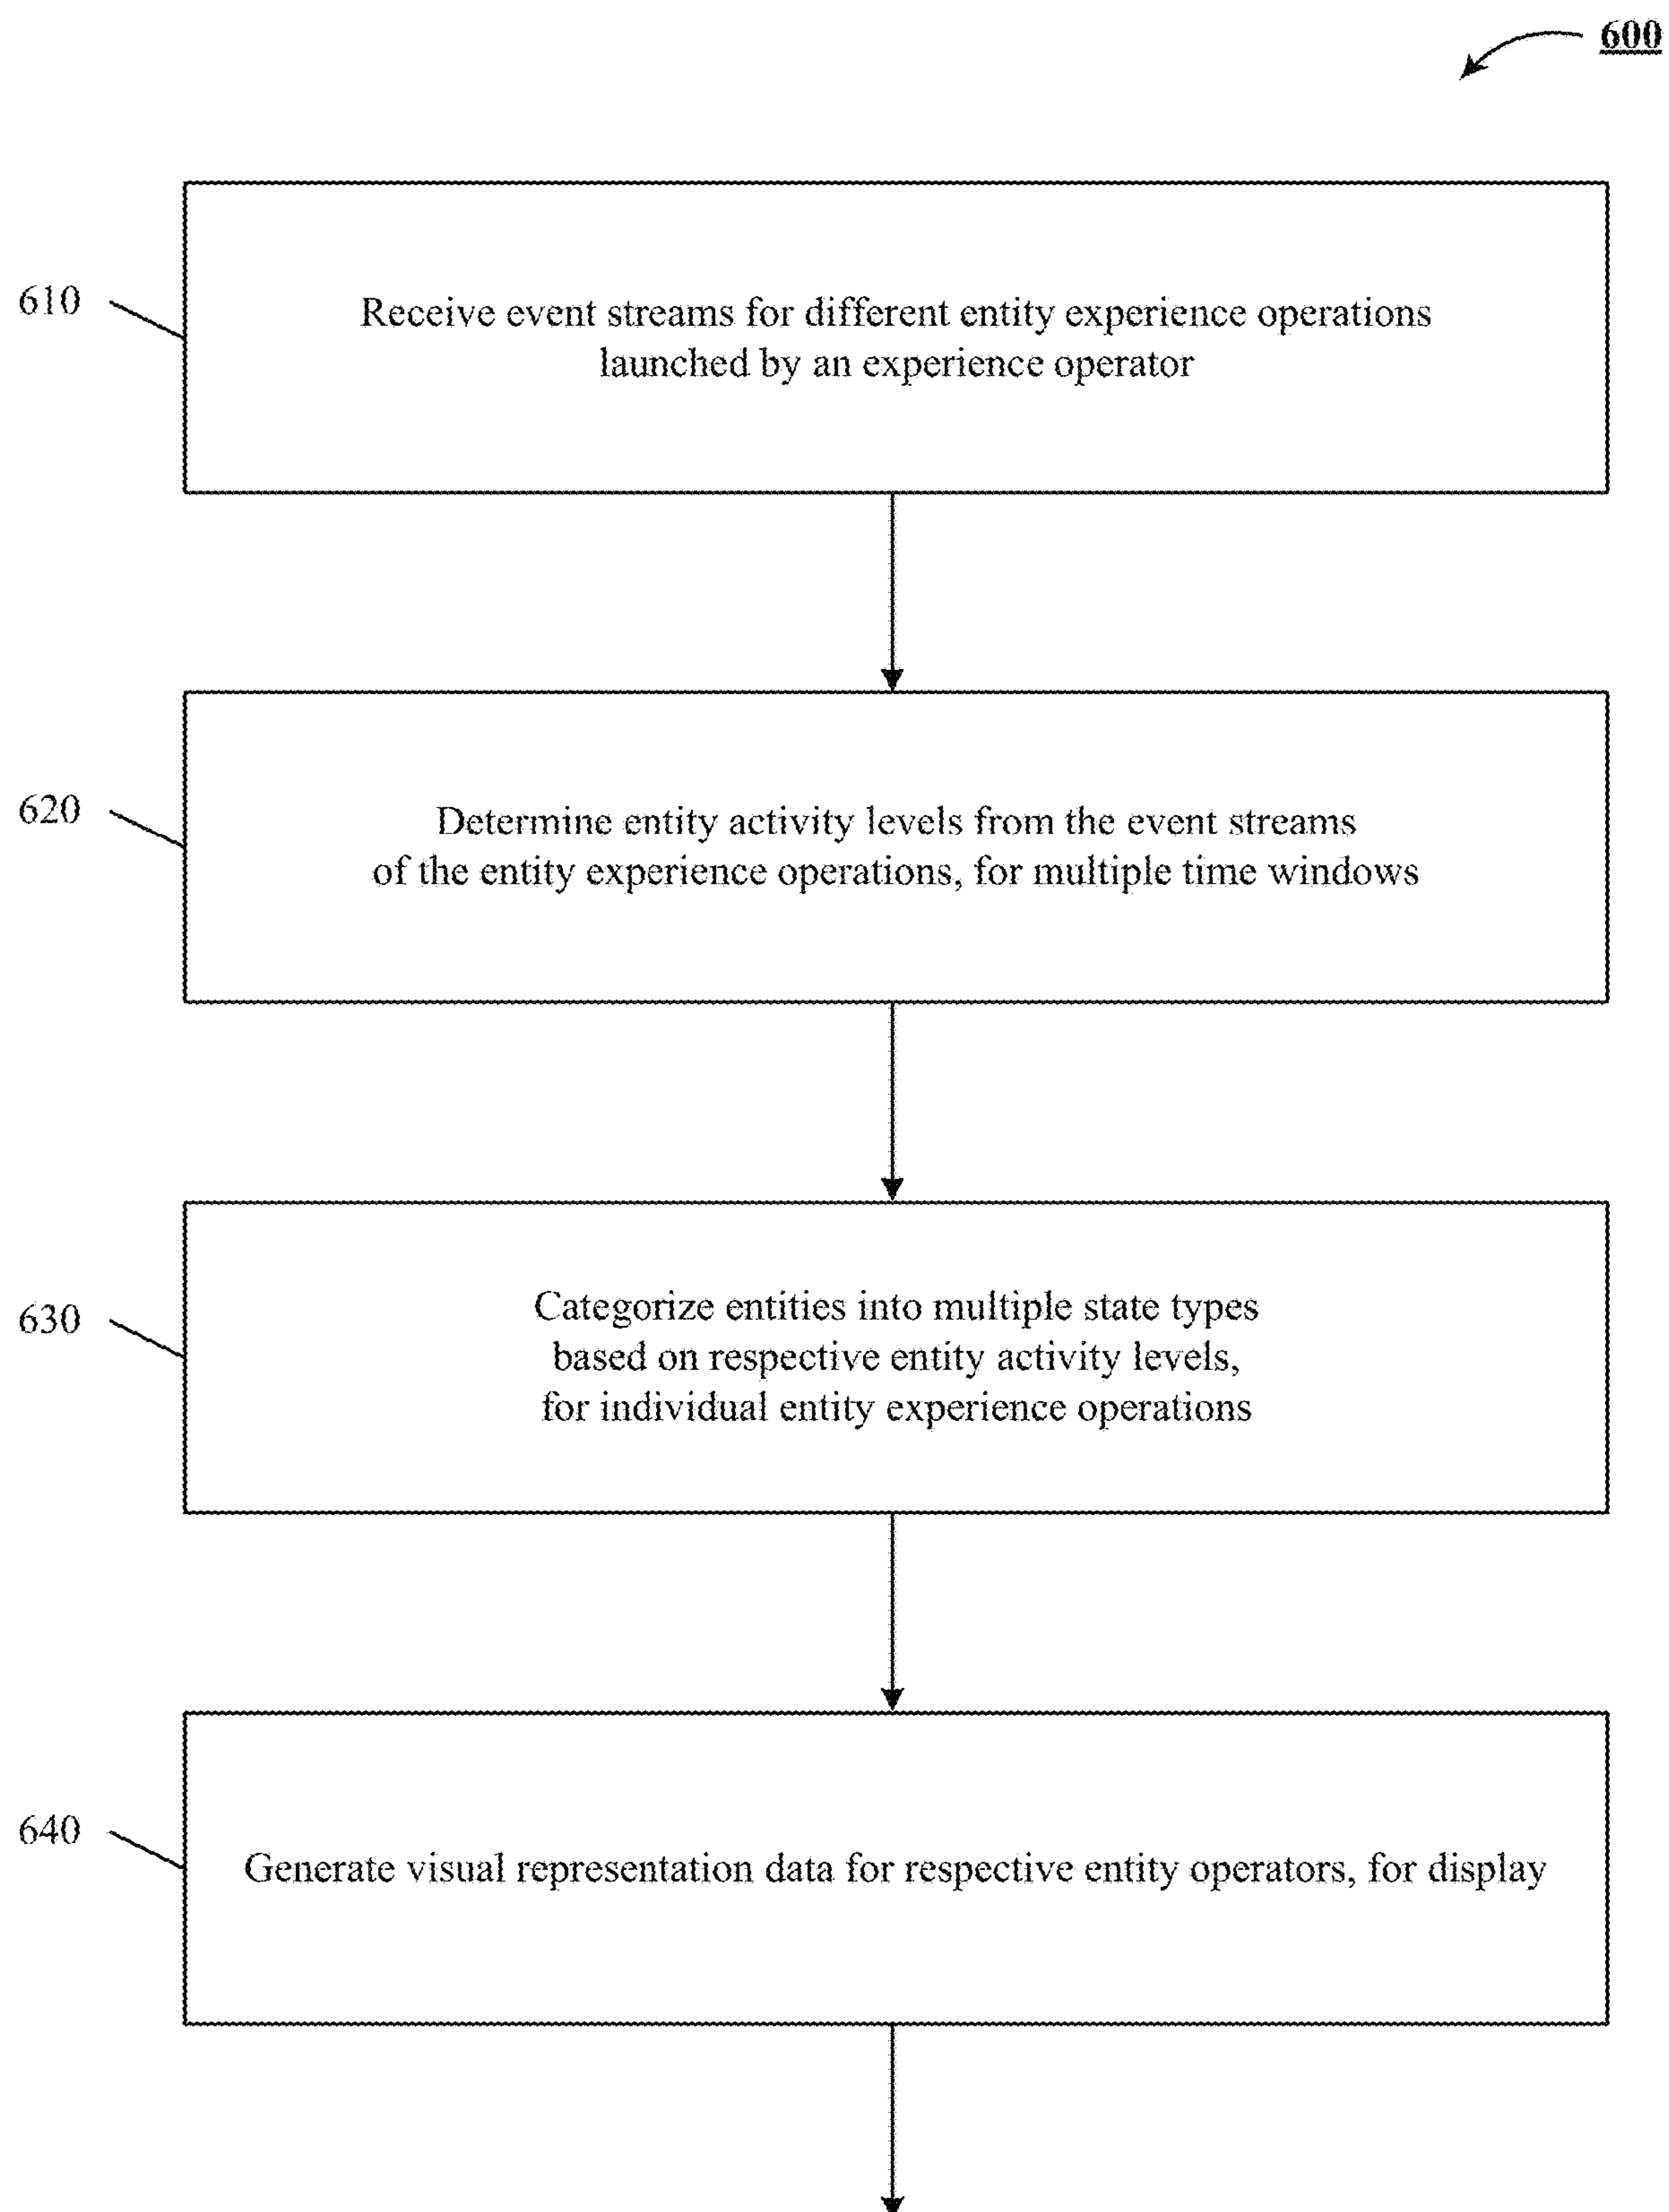 600
610
Receive event streams for different entity experience operations
launched by an experience operator
620
Determine entity activity levels from the event streams
of the entity experience operations, for multiple time windows
630
Categorize entities into multiple state types
based on respective entity activity levels,
for individual entity experience operations
640
Generate visual representation data for respective entity operators, for display